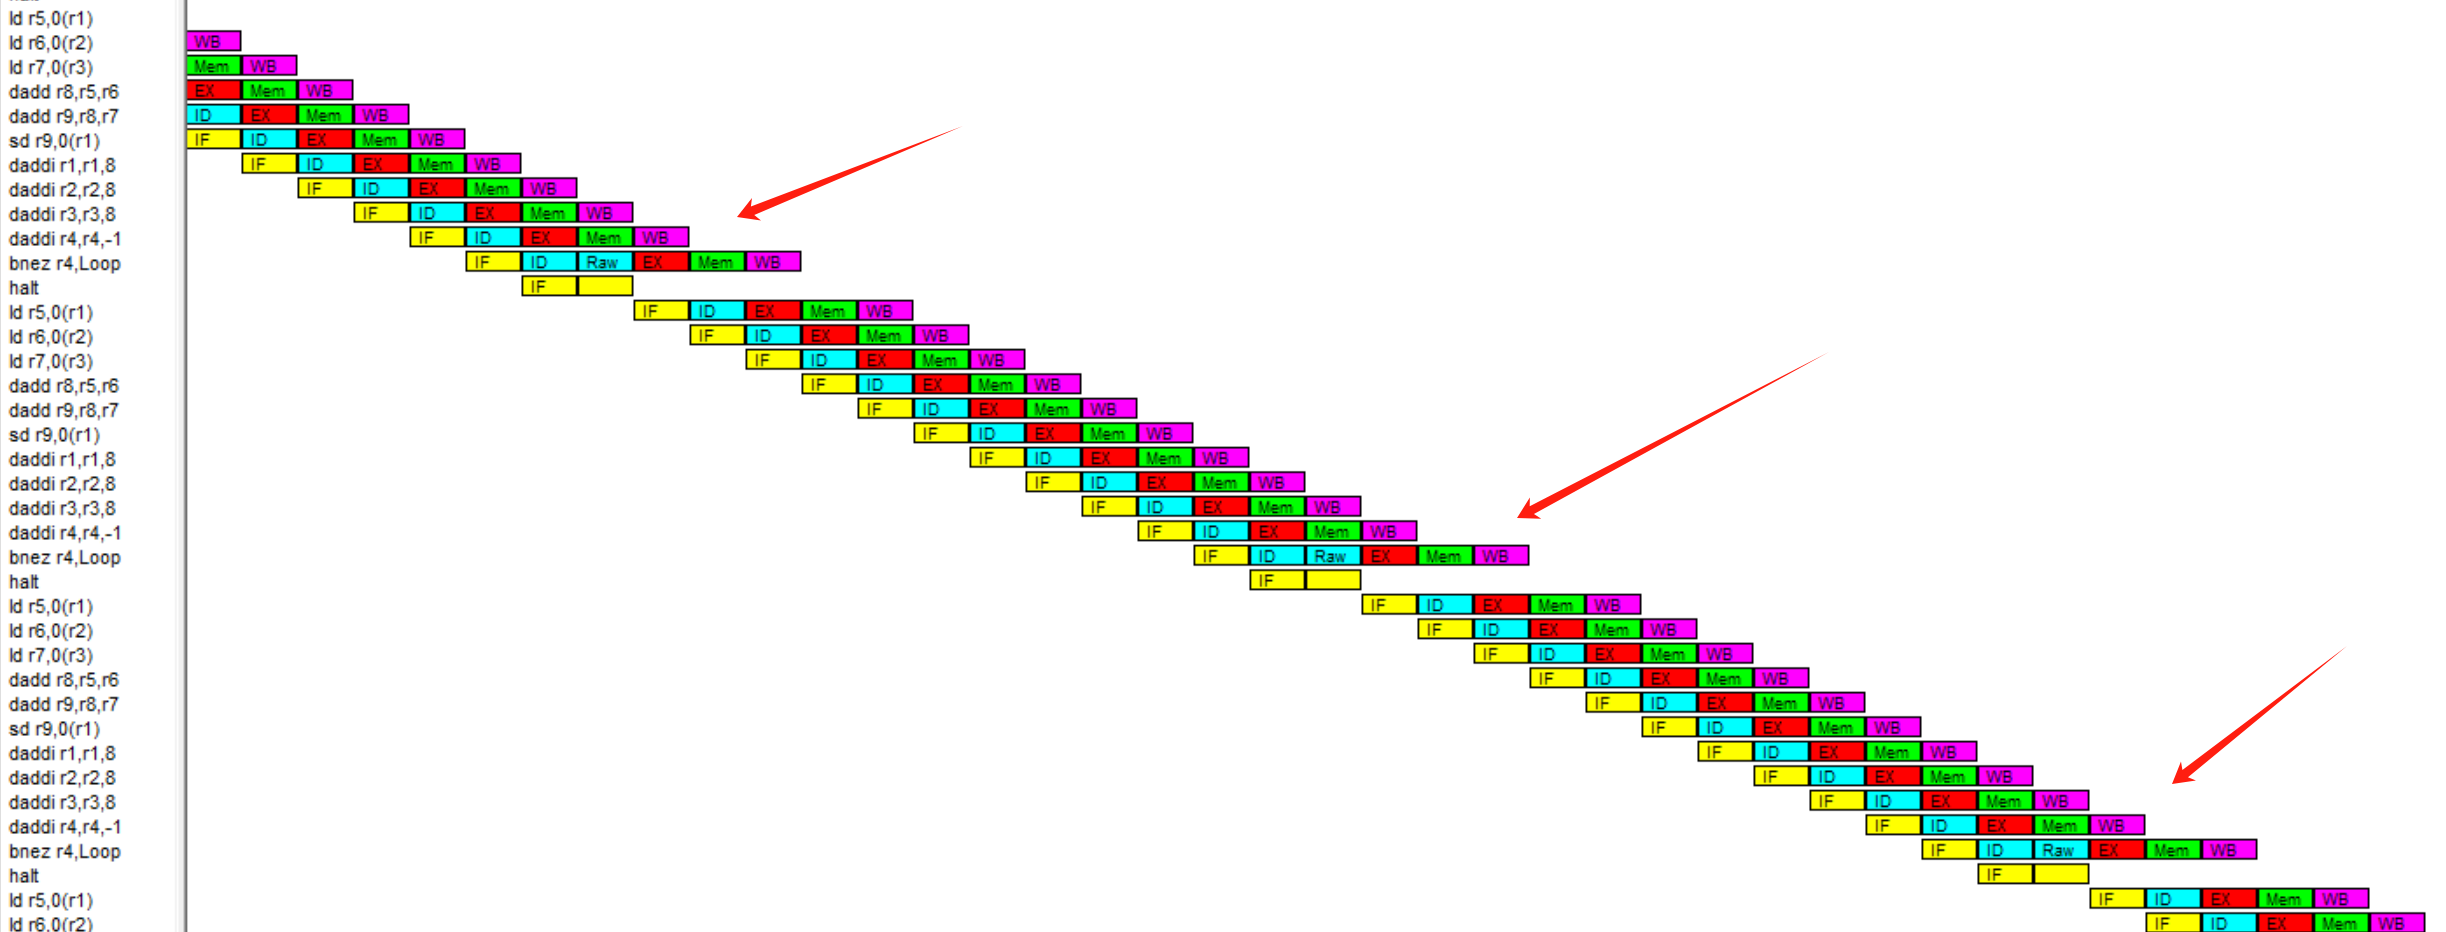 ld r5,0(r1)
ld r6,0(r2) WB
ld r7,0(r3) Mem WB
dadd r8,r5,r6 EX Mem WB
dadd r9,r8,r7 ID EX Mem WB
sd r9,0(r1) IF ID EX Mem WB
daddi r1,r1,8 IF ID EX Mem WB
daddi r2,r2,8 IF ID EX Mem WB
daddi r3,r3,8 IF ID EX Mem WB
daddi r4,r4,-1 IF ID EX Mem WB
bnez r4,Loop IF ID Raw EX Mem WB
halt IF
ld r5,0(r1) IF ID EX Mem WB
ld r6,0(r2) IF ID EX Mem WB
ld r7,0(r3) IF ID EX Mem WB
dadd r8,r5,r6 IF ID EX Mem WB
dadd r9,r8,r7 IF ID EX Mem WB
sd r9,0(r1) IF ID EX Mem WB
daddi r1,r1,8 IF ID EX Mem WB
daddi r2,r2,8 IF ID EX Mem WB
daddi r3,r3,8 IF ID EX Mem WB
daddi r4,r4,-1 IF ID EX Mem WB
bnez r4,Loop IF ID Raw EX Mem WB
halt IF
ld r5,0(r1) IF ID EX Mem WB
ld r6,0(r2) IF ID EX Mem WB
ld r7,0(r3) IF ID EX Mem WB
dadd r8,r5,r6 IF ID EX Mem WB
dadd r9,r8,r7 IF ID EX Mem WB
sd r9,0(r1) IF ID EX Mem WB
daddi r1,r1,8 IF ID EX Mem WB
daddi r2,r2,8 IF ID EX Mem WB
daddi r3,r3,8 IF ID EX Mem WB
daddi r4,r4,-1 IF ID EX Mem WB
bnez r4,Loop IF ID Raw EX Mem WB
halt IF
ld r5,0(r1) IF ID EX Mem WB
ld r6,0(r2) IF ID EX Mem WB